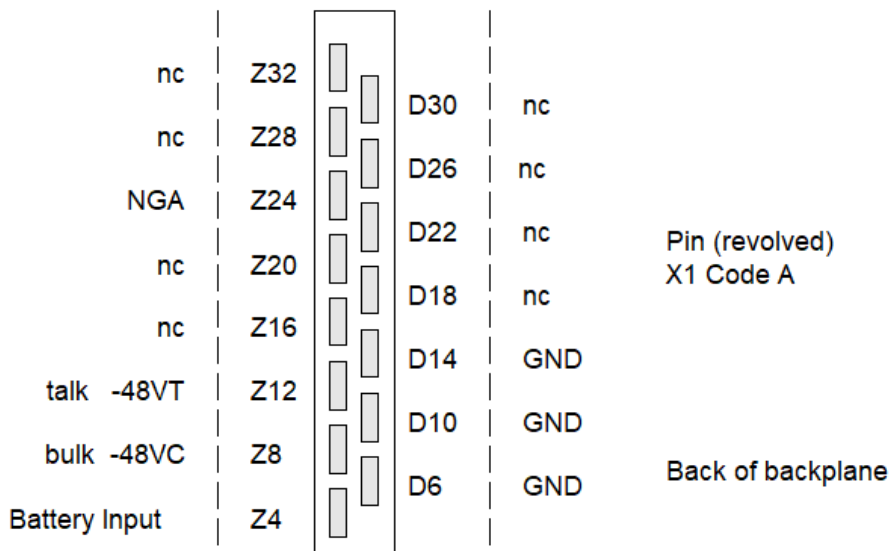 nc Z32
D30 nc
nc Z28
D26 nc
NGA Z24
D22 nc
Pin (revolved)
X1 Code A
nc Z20
D18 nc
nc Z16
D14 GND
talk -48VT Z12
D10 GND
bulk -48VC Z8
Back of backplane
D6 GND
Battery Input Z4